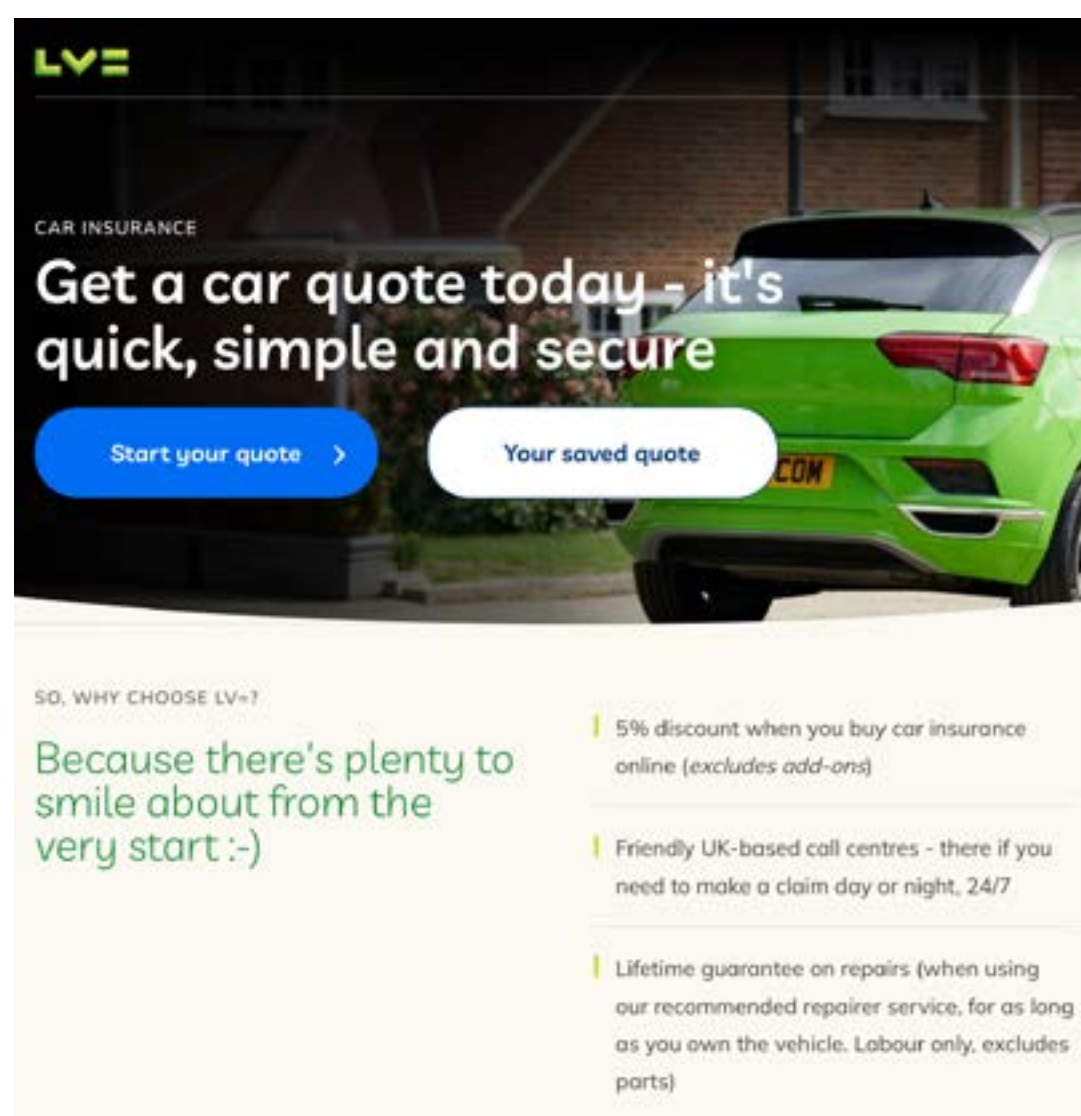 LV=
CAR INSURANCE
Get a car quote today - it's
quick, simple and secure
Start your quote
Your saved quote
COM
SO, WHY CHOOSE LV=?
Because there's plenty to
smile about from the
very start :-)
5% discount when you buy car insurance
online (excludes add-ons)
Friendly UK-based call centres - there if you
need to make a claim day or night, 24/7
Lifetime guarantee on repairs (when using
our recommended repairer service, for as long
as you own the vehicle. Labour only, excludes
parts)